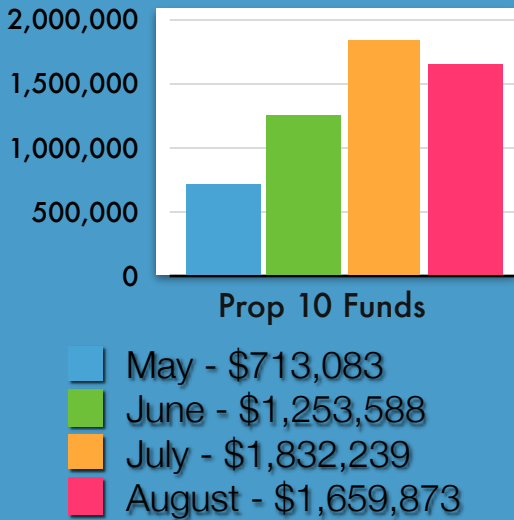 2,000,000
1,500,000
1,000,000
500,000
0
Prop 10 Funds
May - $713,083
June - $1,253,588
July - $1,832,239
August - $1,659,873